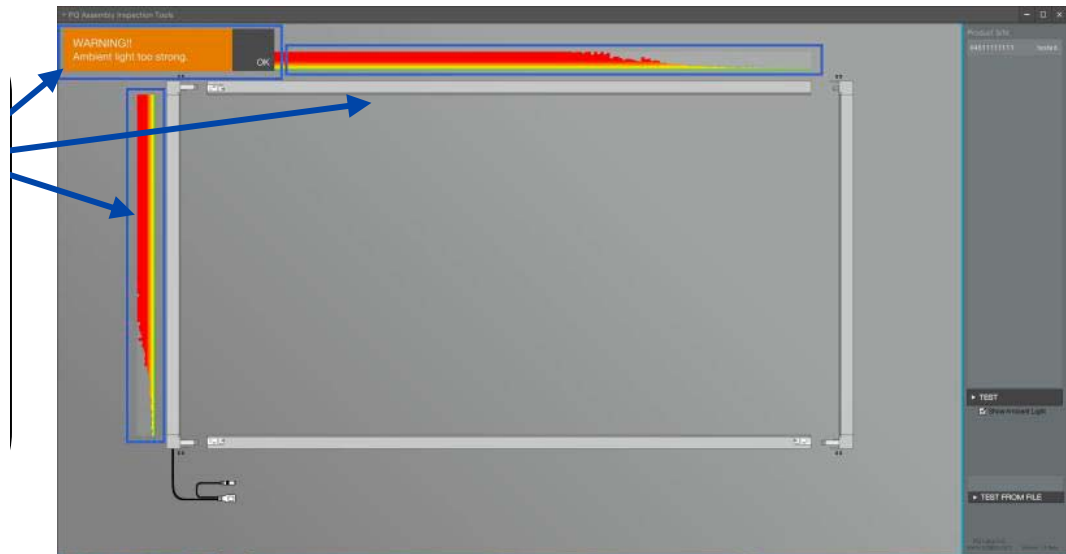 PQ Assembly Inspection Tools
WARNING!!
Ambient light too strong.
OK
Product S/N:
TEST
Show Ambient Light
TEST FROM FILE